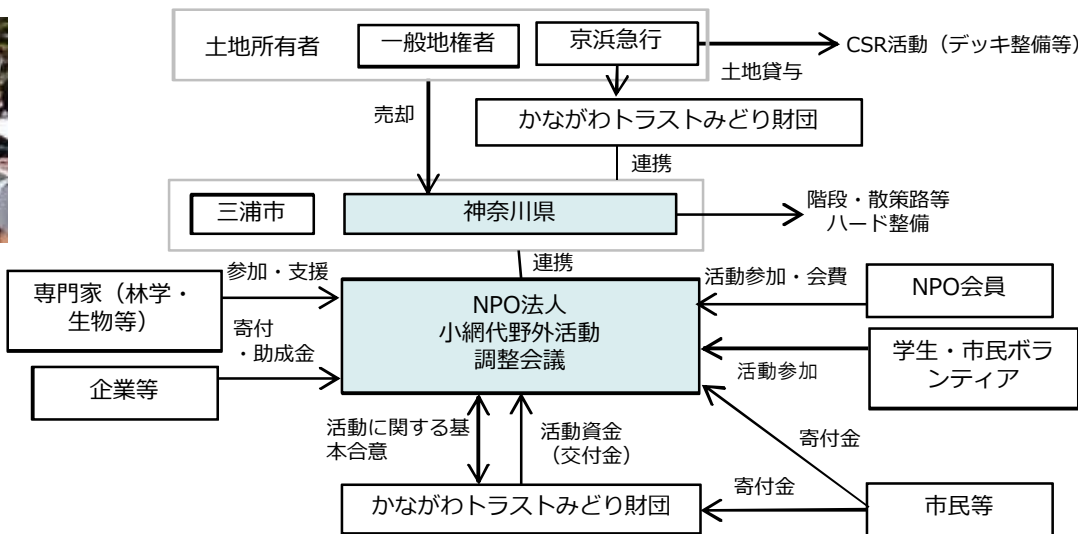 土地所有者
一般地権者
京浜急行
CSR活動（デッキ整備等）
土地貸与
売却
かながわトラストみどり財団
連携
三浦市
神奈川県
階段・散策路等
ハード整備
連携
専門家（林学・
生物等）
参加・支援
NPO法人
小網代野外活動
調整会議
活動参加・会費
NPO会員
寄付
・助成金
企業等
活動参加
学生・市民ボラ
ンティア
活動に関する基
本合意
活動資金
（交付金）
寄付金
かながわトラストみどり財団
寄付金
市民等